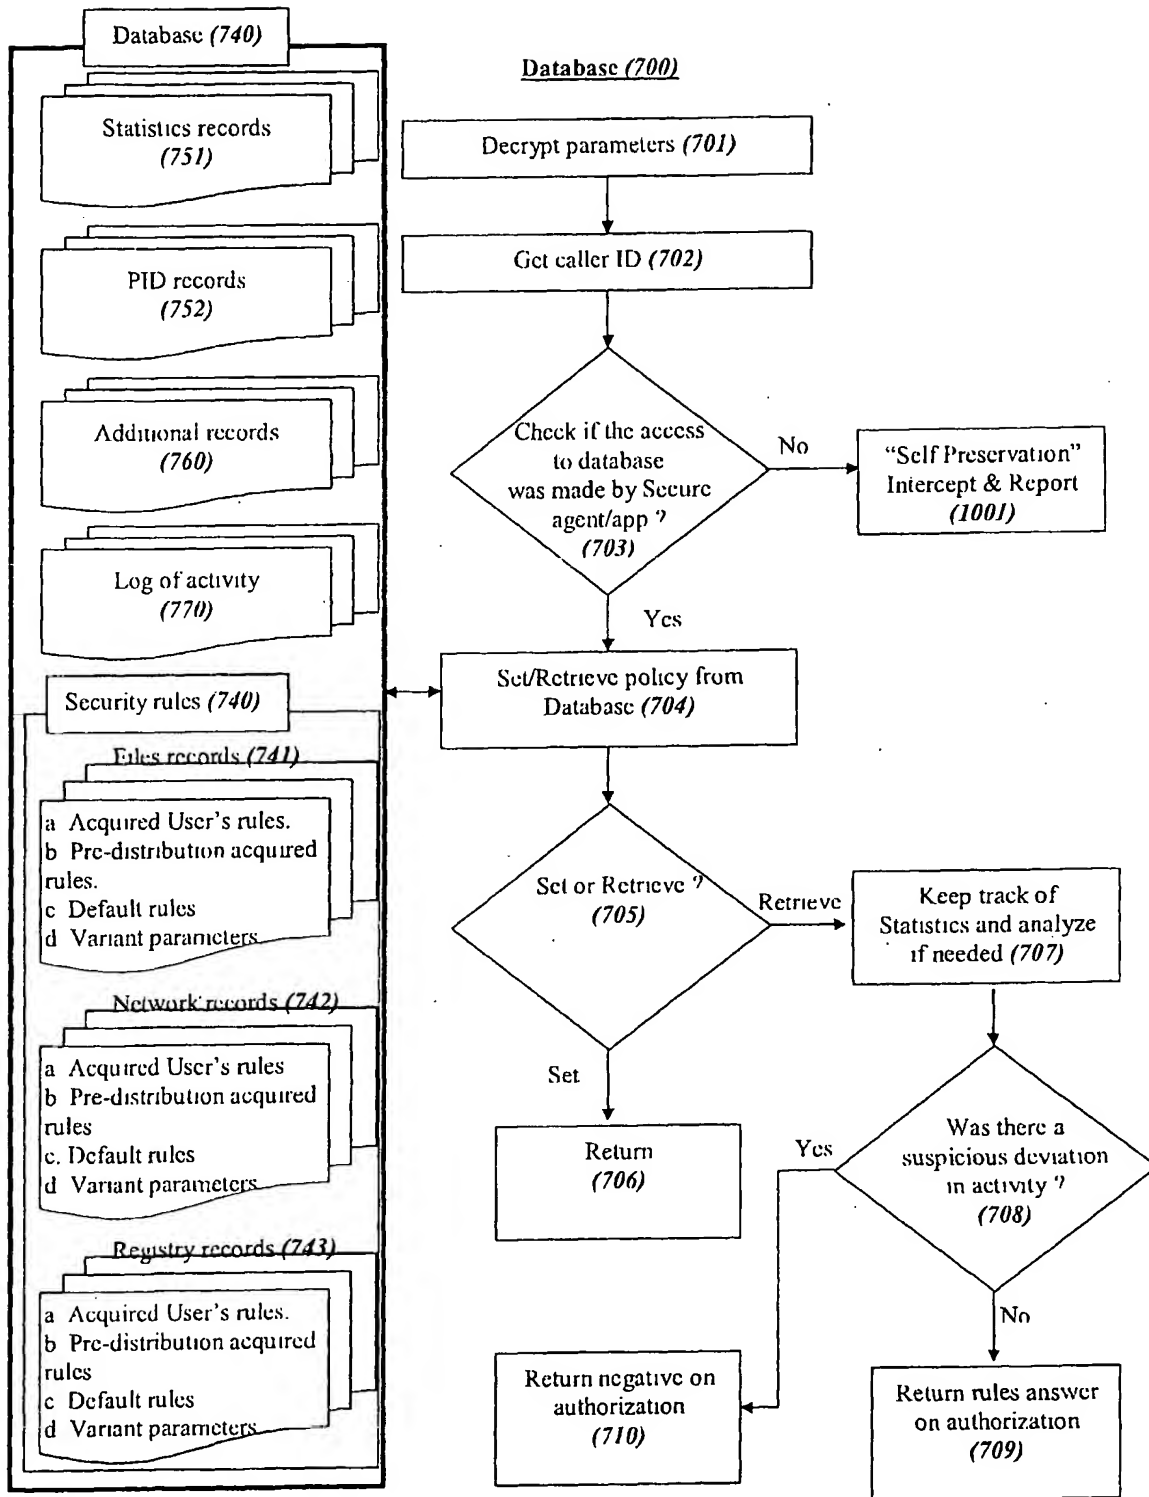 Database (740)
Statistics records
(751)
PID records
(752)
Additional records
(760)
Log of activity
(770)
Security rules (740)
Files records (741)
a Acquired User's rules.
b Pre-distribution acquired
rules.
c Default rules
d Variant parameters
Network records (742)
a Acquired User's rules
b Pre-distribution acquired
rules
c. Default rules
d Variant parameters
Registry records (743)
a Acquired User's rules.
b Pre-distribution acquired
rules
c Default rules
d Variant parameters
Database (700)
Decrypt parameters (701)
Get caller ID (702)
Check if the access
to database
was made by Secure
agent/app ?
(703)
No
"Self Preservation"
Intercept & Report
(1001)
Yes
Set/Retrieve policy from
Database (704)
Set or Retrieve ?
(705)
Retrieve
Keep track of
Statistics and analyze
if needed (707)
Set
Return
(706)
Yes
Was there a
suspicious deviation
in activity ?
(708)
No
Return negative on
authorization
(710)
Return rules answer
on authorization
(709)